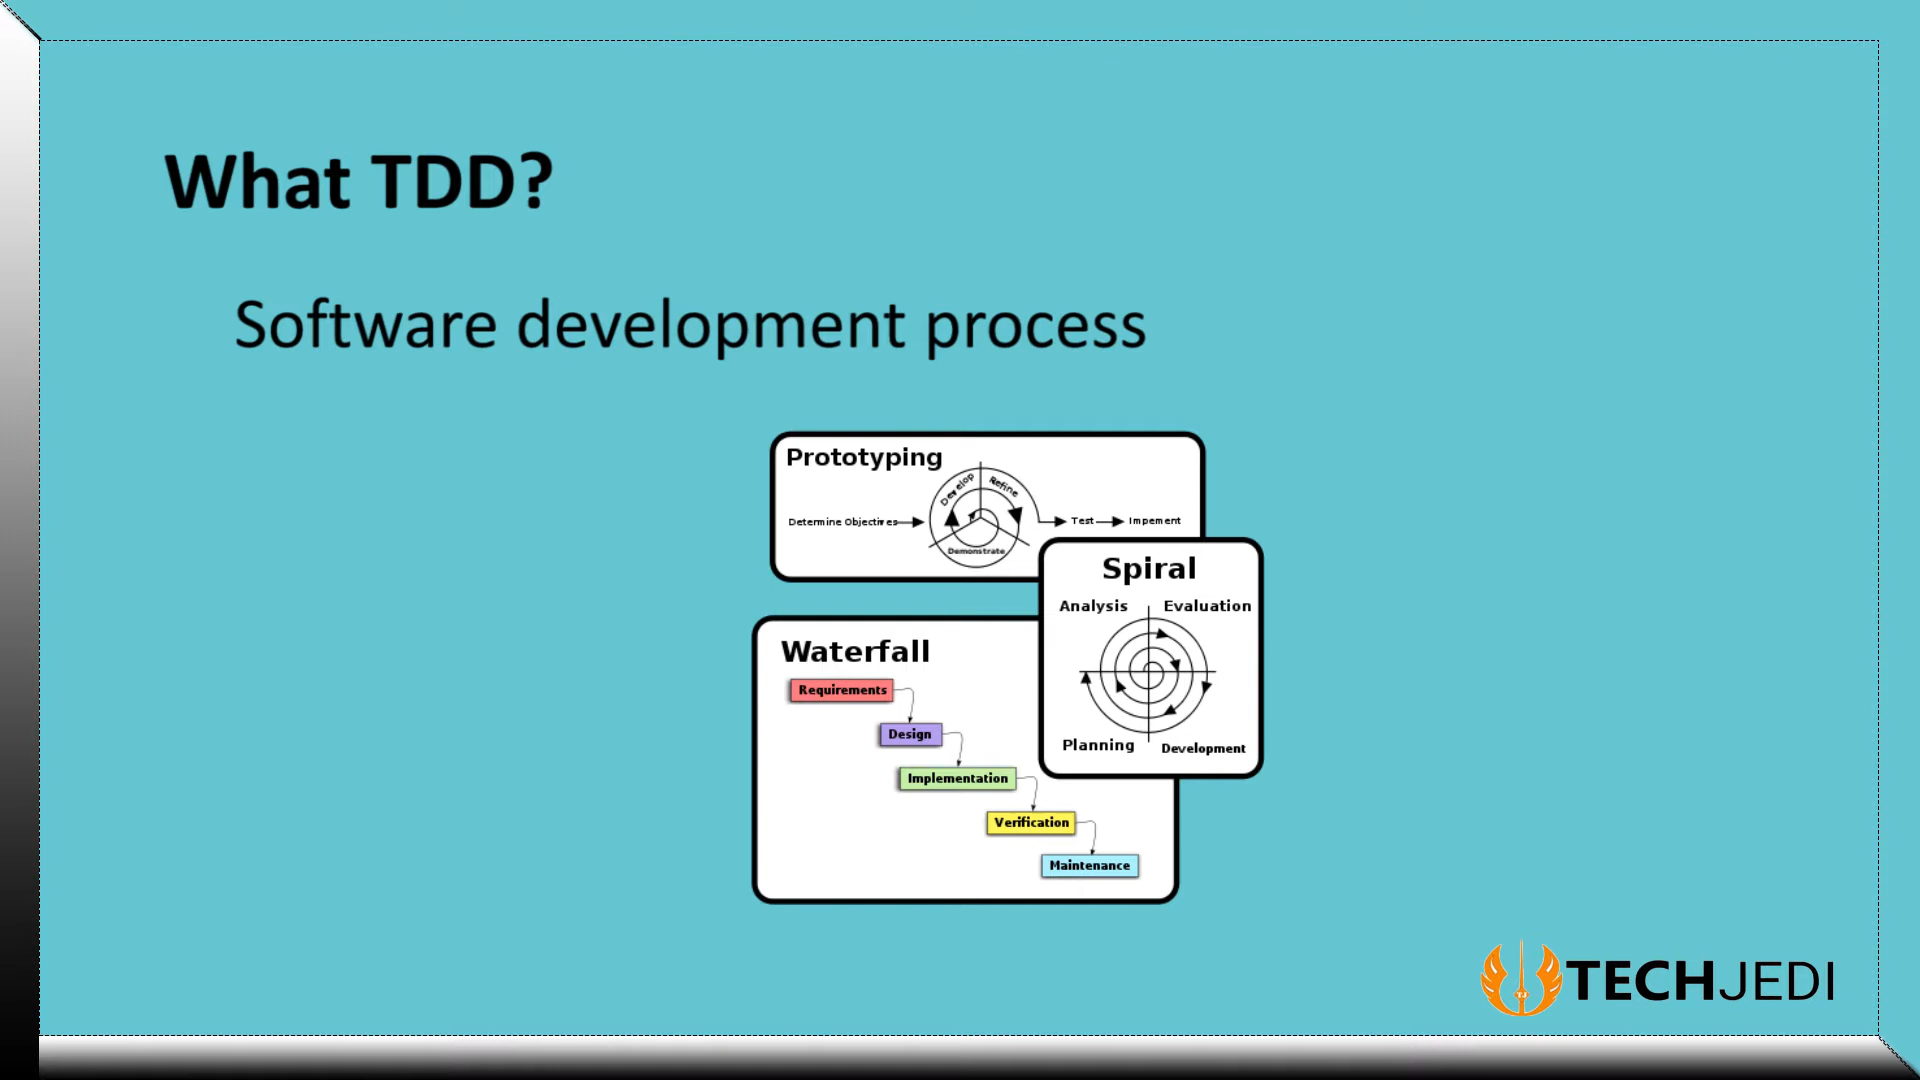 What TDD?
Software development process
Prototyping
Develop
Refine
Determine Objectives
Test
Impement
Demonstrate
Spiral
Analysis
Evaluation
Planning
Development
Waterfall
Requirements
Design
Implementation
Verification
Maintenance
TECHJEDI